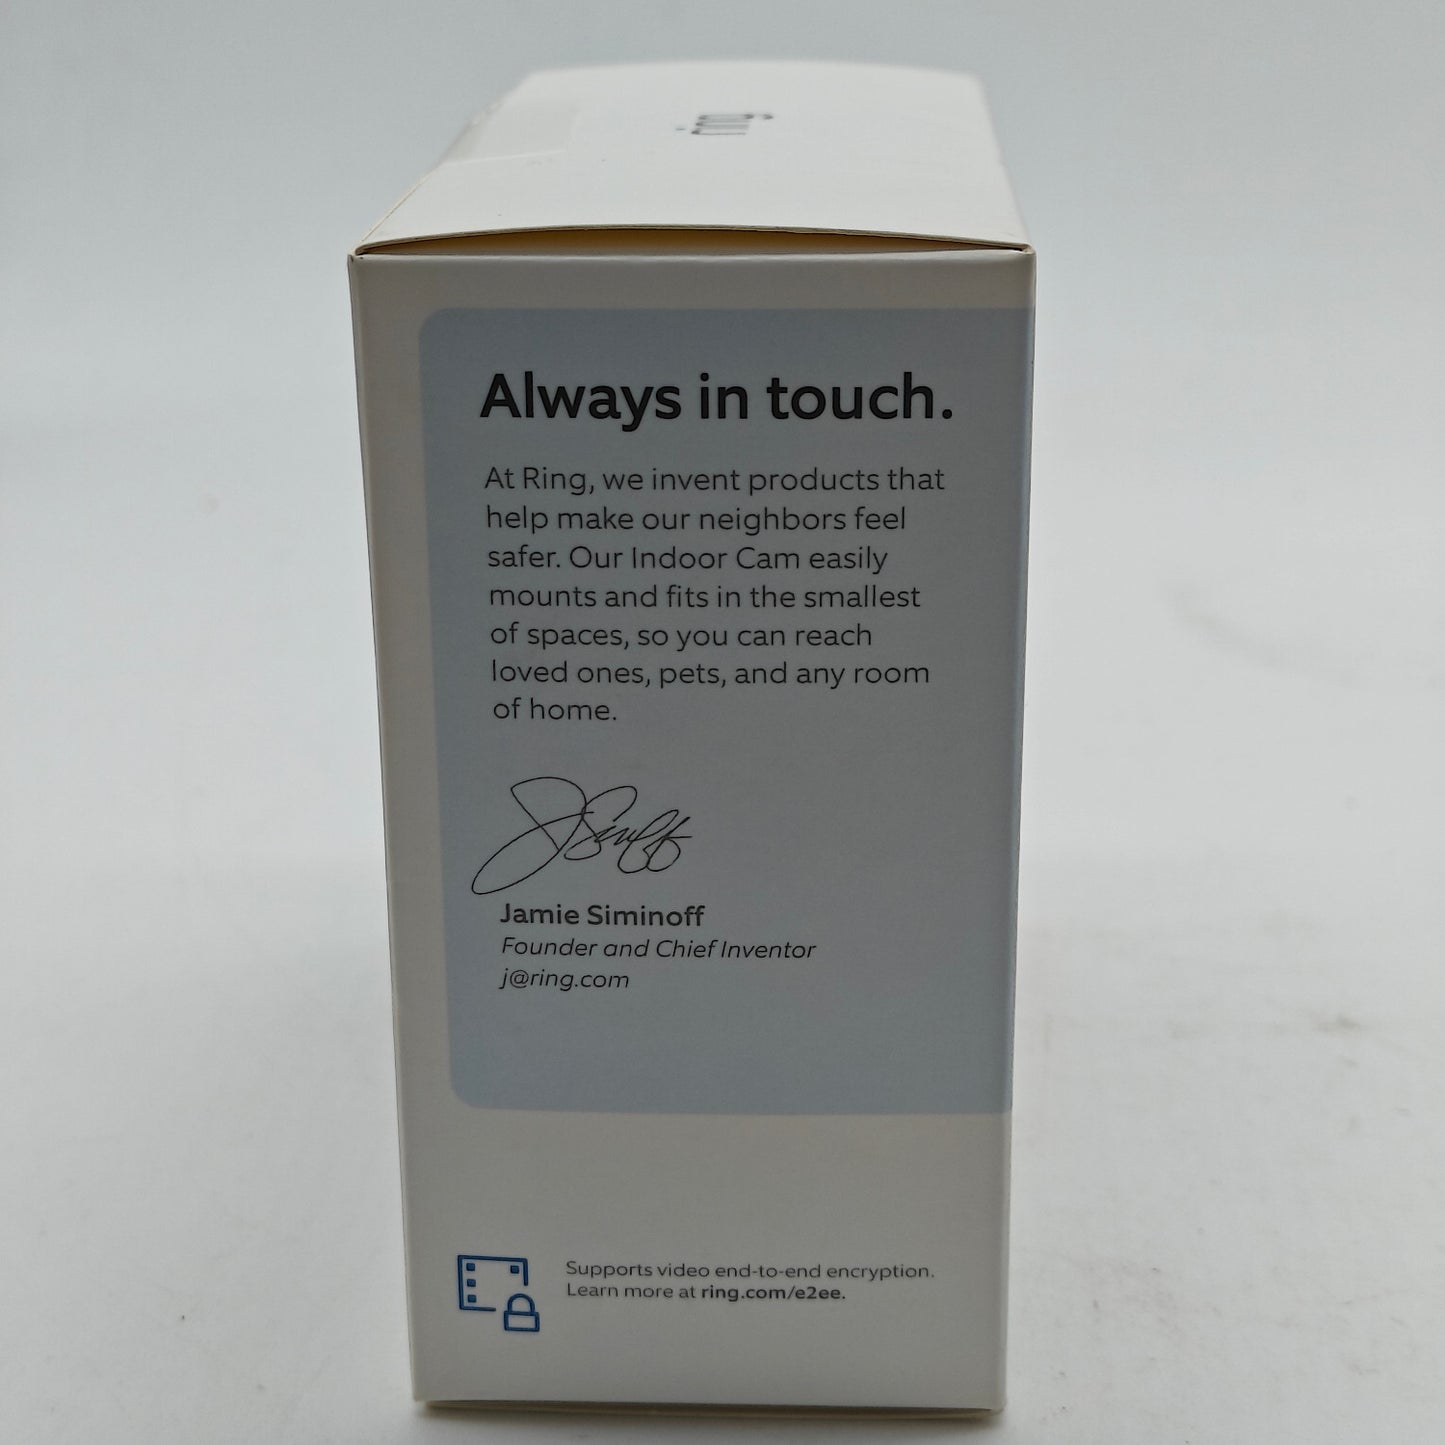 ring
Always in touch.
At Ring, we invent products that
help make our neighbors feel
safer. Our Indoor Cam easily
mounts and fits in the smallest
of spaces, so you can reach
loved ones, pets, and any room
of home.
Jamie Siminoff
Founder and Chief Inventor
j@ring.com
Supports video end-to-end encryption.
Learn more at ring.com/e2ee.